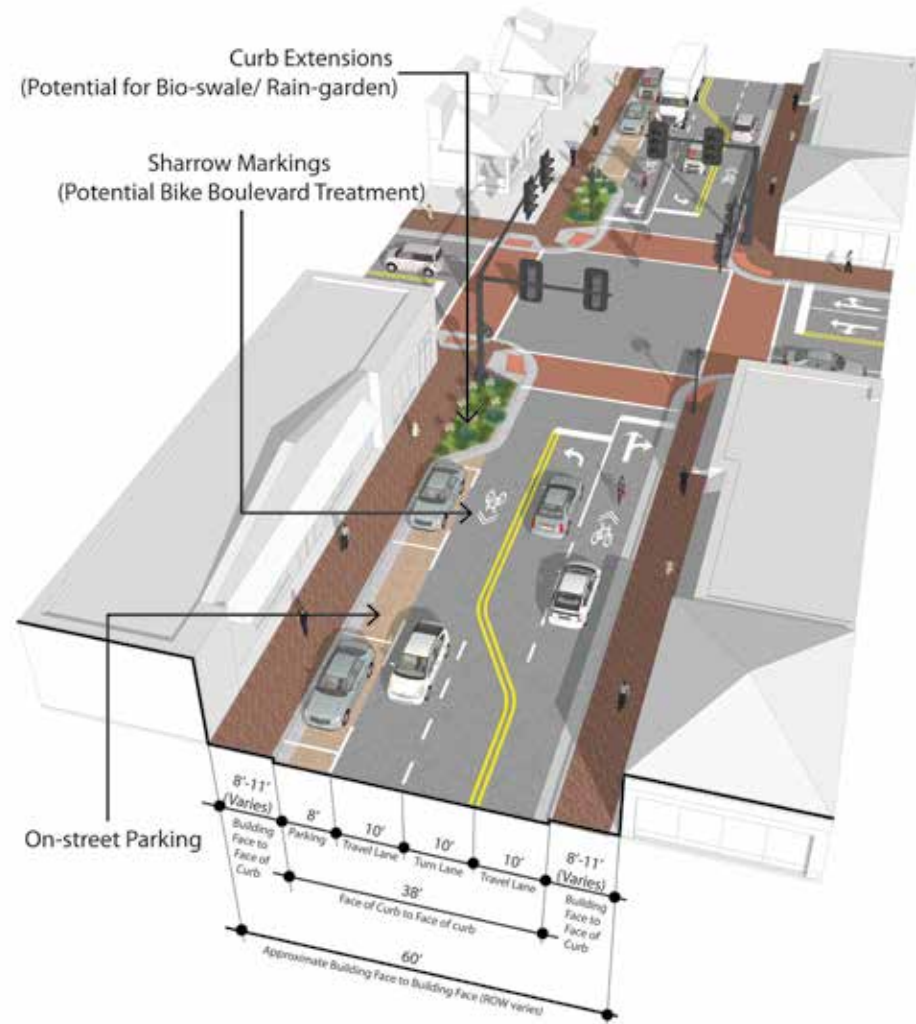 Curb Extensions
(Potential for Bio-swale/ Rain-garden)
Sharrow Markings
(Potential Bike Boulevard Treatment)
On-street Parking
8'-11'
(Varies)
Building
Face to
Face of
Curb
8'
Parking
10'
Travel Lane
10'
Turn Lane
10'
Travel Lane
8'-11'
(Varies)
Building
Face to
Face of
Curb
38'
Face of Curb to Face of curb
60'
Approximate Building Face to Building Face (ROW varies)